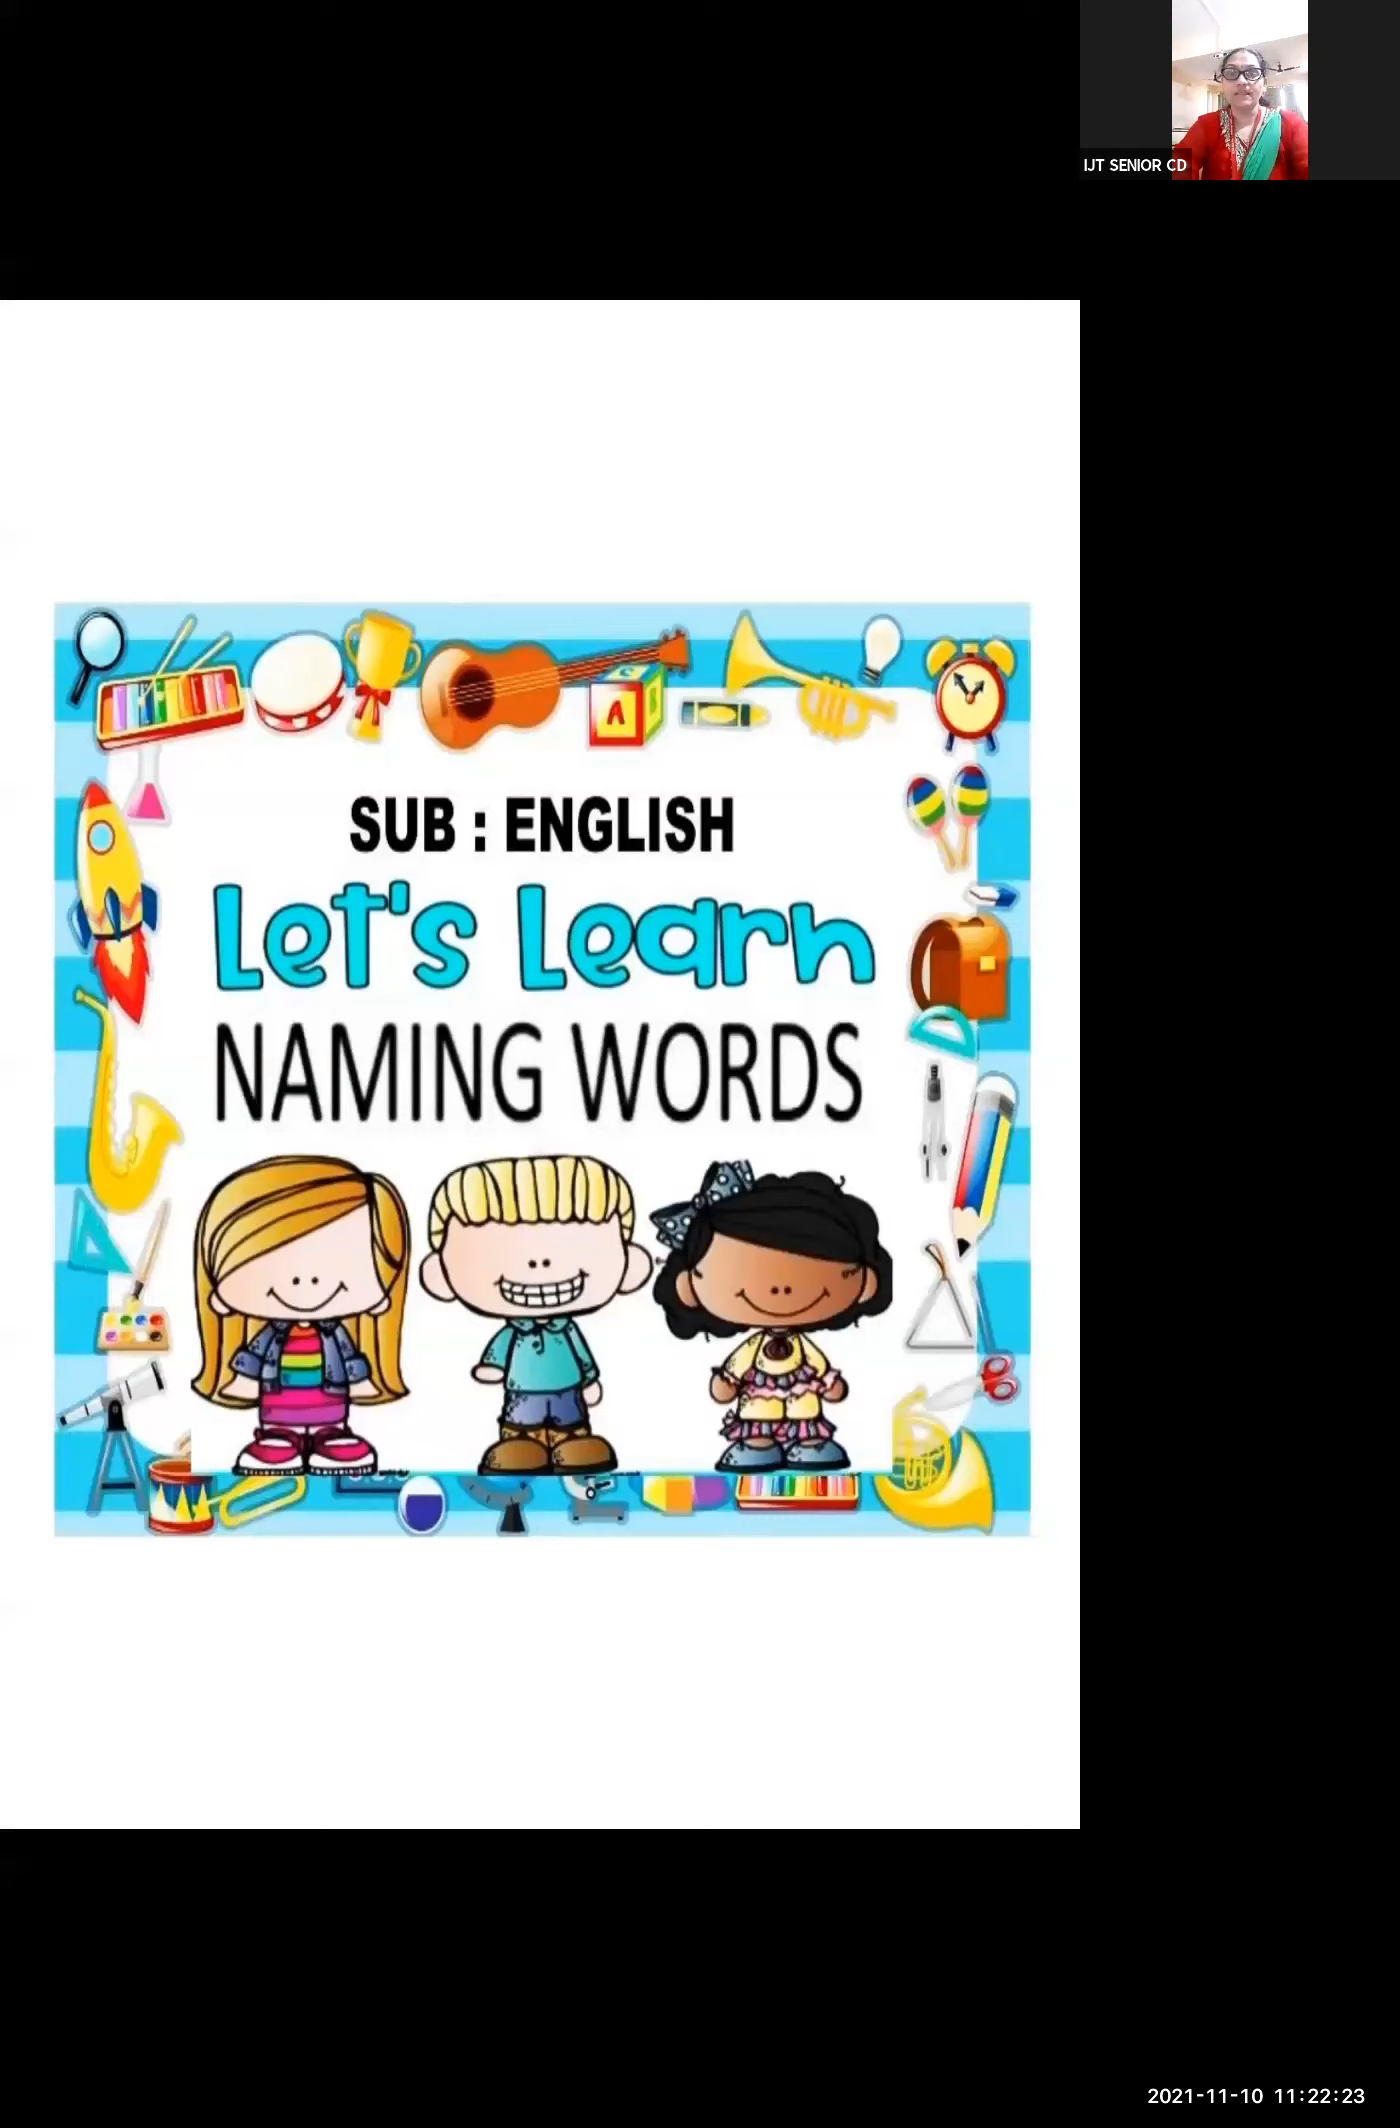 IJT SENIOR CD
SUB : ENGLISH
Let's Learn
NAMING WORDS
A
2021-11-10 11:22:23